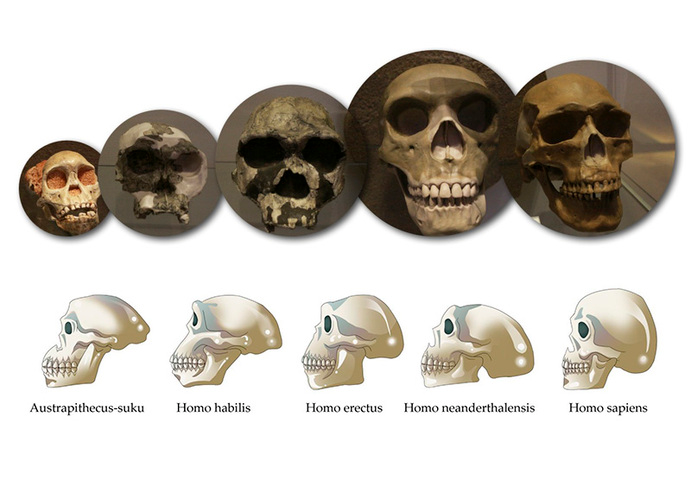 Austrapithecus-suku
Homo habilis
Homo erectus
Homo neanderthalensis
Homo sapiens